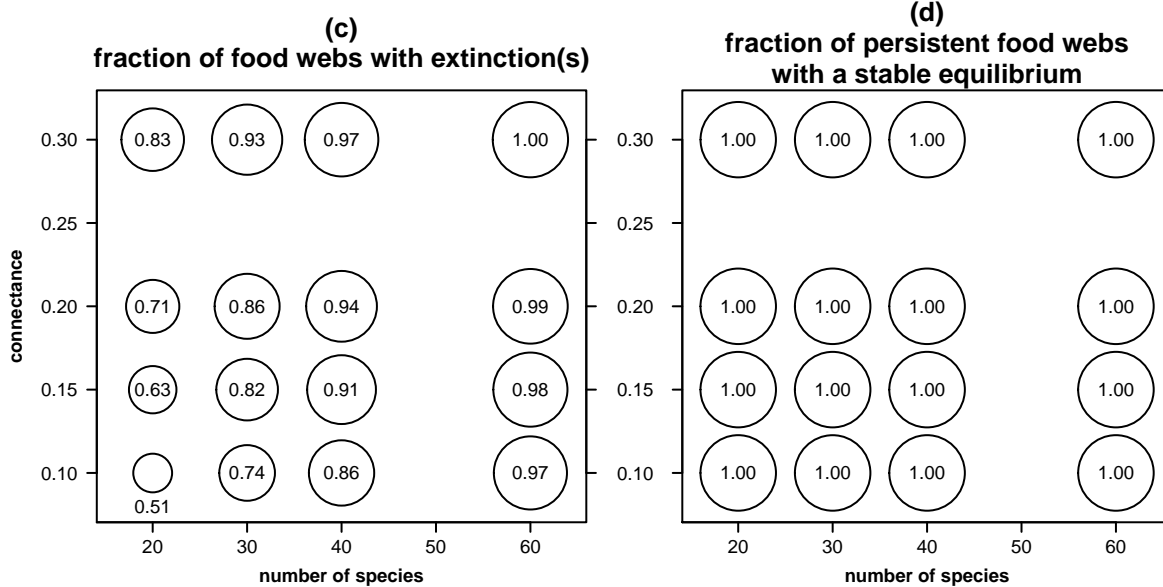 (c)
fraction of food webs with extinction(s)
connectance
0.30
0.25
0.20
0.15
0.10
0.83 0.93 0.97 1.00
0.71 0.86 0.94 0.99
0.63 0.82 0.91 0.98
0.51 0.74 0.86 0.97
20 30 40 50 60
number of species
(d)
fraction of persistent food webs
with a stable equilibrium
0.30
0.25
0.20
0.15
0.10
1.00 1.00 1.00 1.00
1.00 1.00 1.00 1.00
1.00 1.00 1.00 1.00
1.00 1.00 1.00 1.00
20 30 40 50 60
number of species